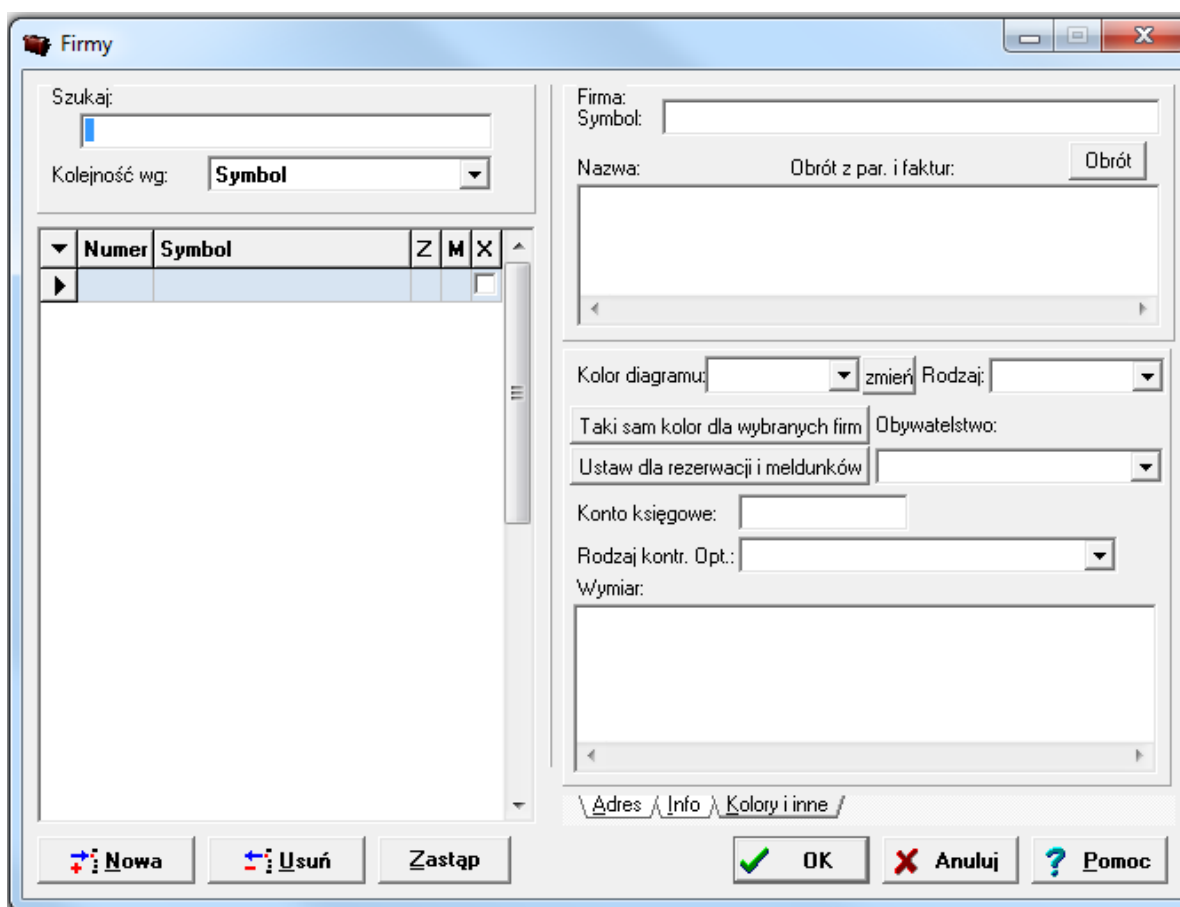 Firmy
Szukaj:
Kolejność wg: Symbol
Numer Symbol Z M X
Firma:
Symbol:
Nazwa: Obrót z par. i faktur: Obrót
Kolor diagramu: zmień Rodzaj:
Taki sam kolor dla wybranych firm Obywatelstwo:
Ustaw dla rezerwacji i meldunków
Konto księgowe:
Rodzaj kontr. Opt.:
Wymiar:
Adres Info Kolory i inne
Nowa Usuń Zastąp OK Anuluj Pomoc